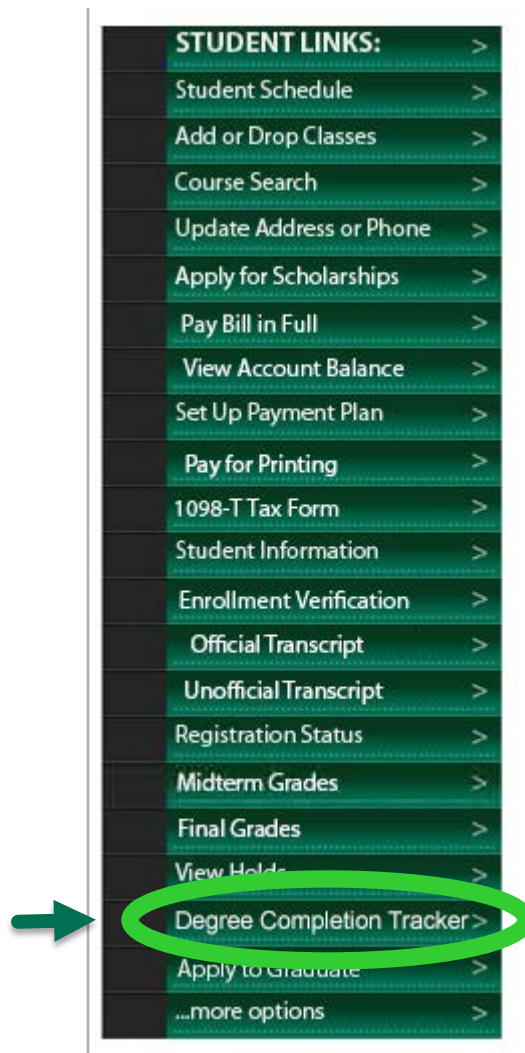 STUDENT LINKS: >
Student Schedule >
Add or Drop Classes >
Course Search >
Update Address or Phone >
Apply for Scholarships >
Pay Bill in Full >
View Account Balance >
Set Up Payment Plan >
Pay for Printing >
1098-T Tax Form >
Student Information >
Enrollment Verification >
Official Transcript >
Unofficial Transcript >
Registration Status >
Midterm Grades >
Final Grades >
View Holds >
Degree Completion Tracker >
Apply to Graduate >
...more options >